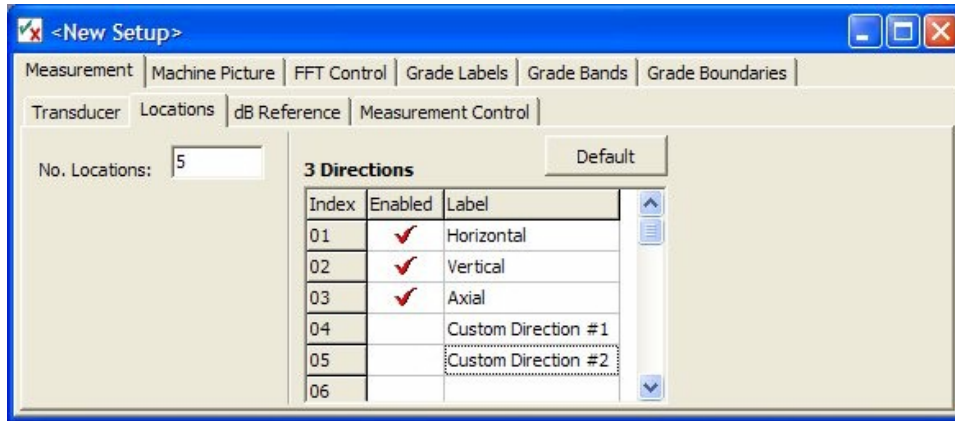 <New Setup>
Measurement Machine Picture FFT Control Grade Labels Grade Bands Grade Boundaries
Transducer Locations dB Reference Measurement Control
No. Locations: 5
3 Directions Default
Index Enabled Label
01 Horizontal
02 Vertical
03 Axial
04 Custom Direction #1
05 Custom Direction #2
06